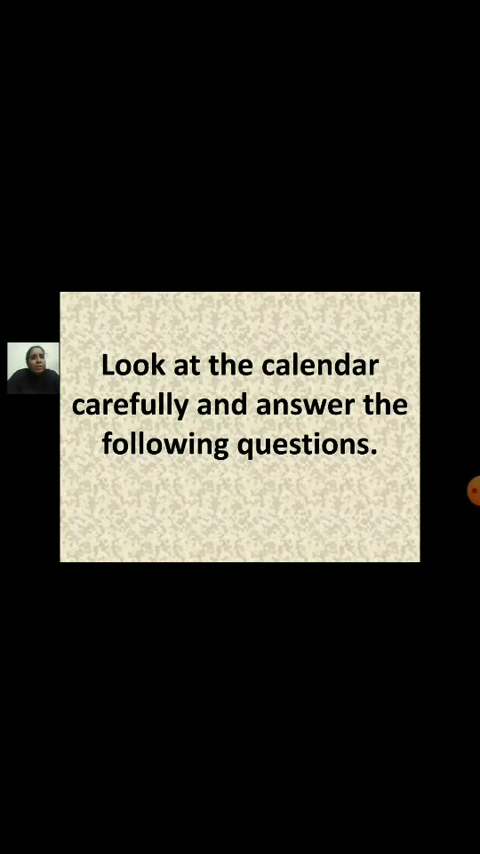 Look at the calendar
carefully and answer the
following questions.